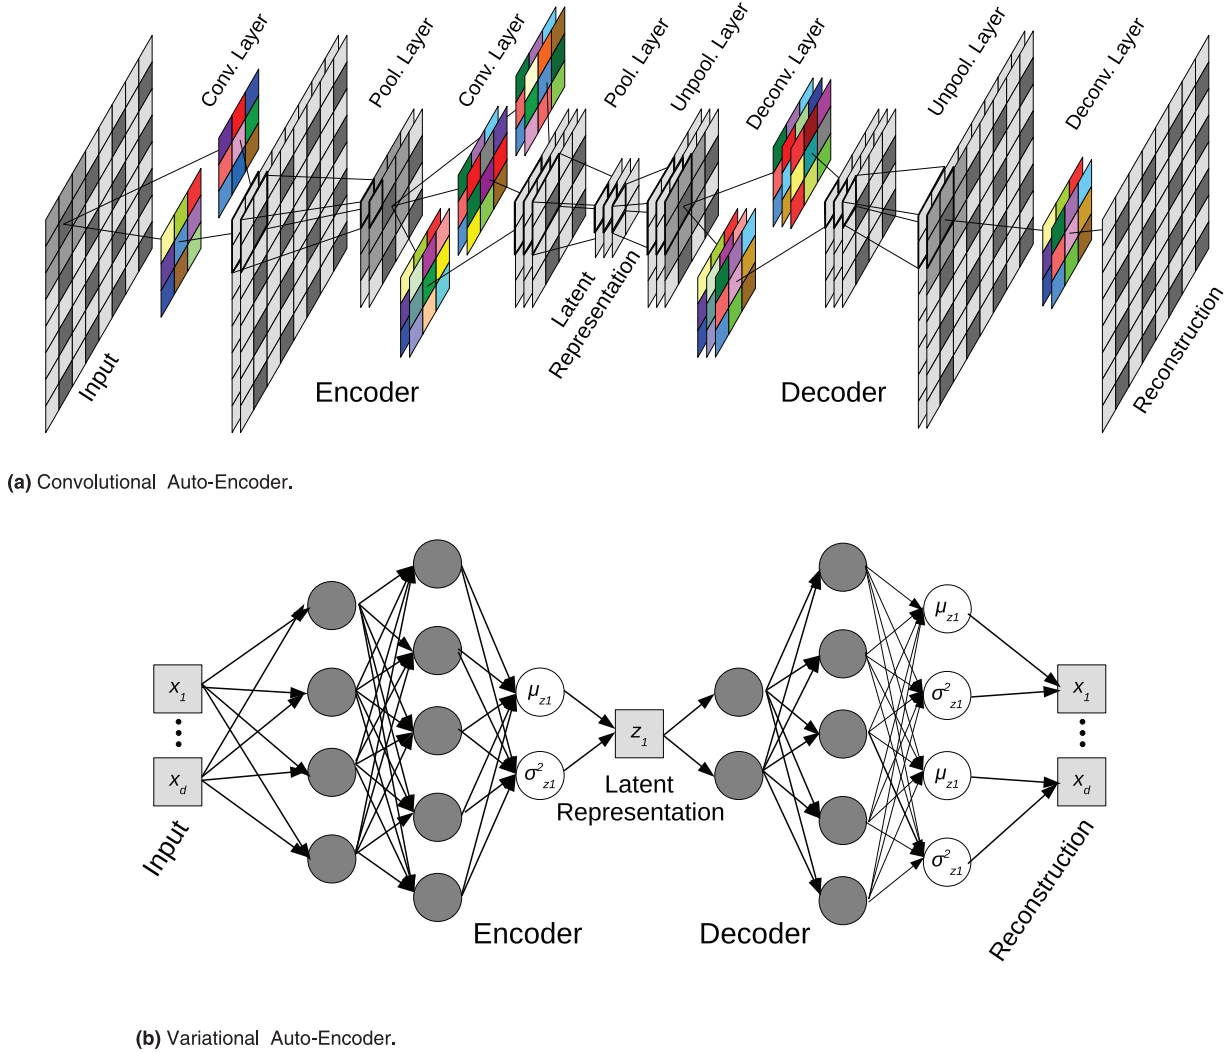 Conv. Layer
Pool. Layer
Conv. Layer
Pool. Layer
Unpool. Layer
Deconv. Layer
Unpool. Layer
Deconv. Layer
Input
Encoder
Latent
Representation
Decoder
Reconstruction
(a) Convolutional Auto-Encoder.
x1
xd
Input
μz1
σ²z1
z1
Latent
Representation
μz1
σ²z1
μz1
σ²z1
x1
xd
Encoder
Decoder
Reconstruction
(b) Variational Auto-Encoder.